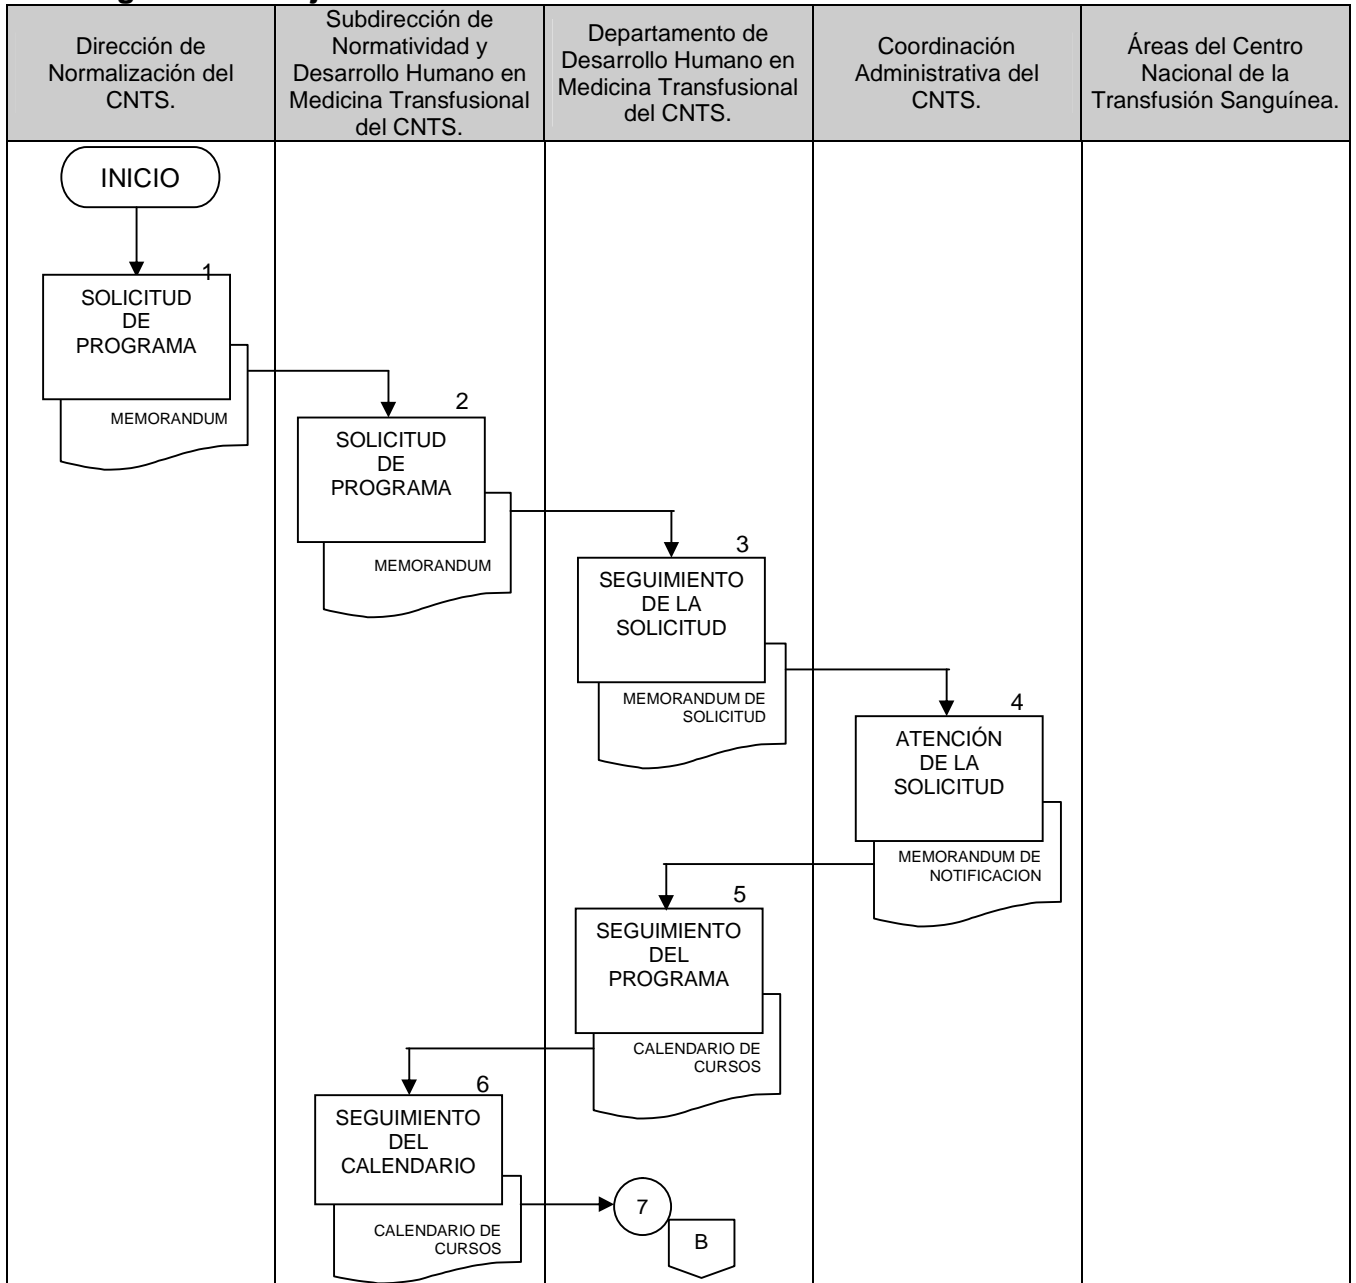 Dirección de
Normalización del
CNTS.
Subdirección de
Normatividad y
Desarrollo Humano en
Medicina Transfusional
del CNTS.
Departamento de
Desarrollo Humano en
Medicina Transfusional
del CNTS.
Coordinación
Administrativa del
CNTS.
Áreas del Centro
Nacional de la
Transfusión Sanguínea.
INICIO
1
SOLICITUD
DE
PROGRAMA
MEMORANDUM
2
SOLICITUD
DE
PROGRAMA
MEMORANDUM
3
SEGUIMIENTO
DE LA
SOLICITUD
MEMORANDUM DE
SOLICITUD
4
ATENCIÓN
DE LA
SOLICITUD
MEMORANDUM DE
NOTIFICACION
5
SEGUIMIENTO
DEL
PROGRAMA
CALENDARIO DE
CURSOS
6
SEGUIMIENTO
DEL
CALENDARIO
CALENDARIO DE
CURSOS
7
B